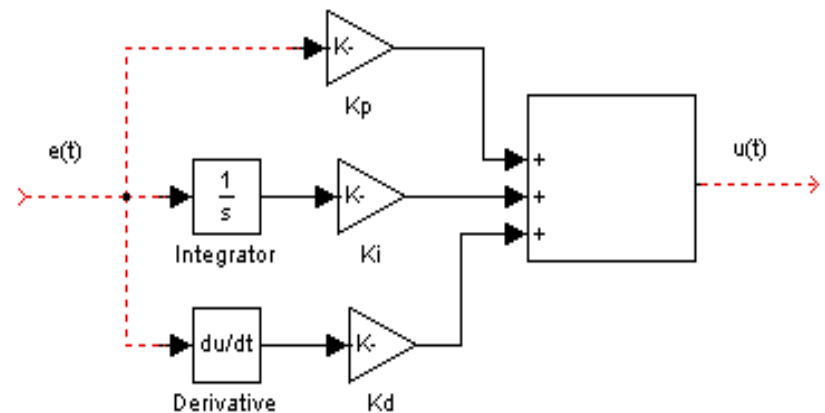 K-
Kp
e(t)
+
u(t)
1
s
K-
+
Integrator
Ki
+
du/dt
K-
Derivative
Kd